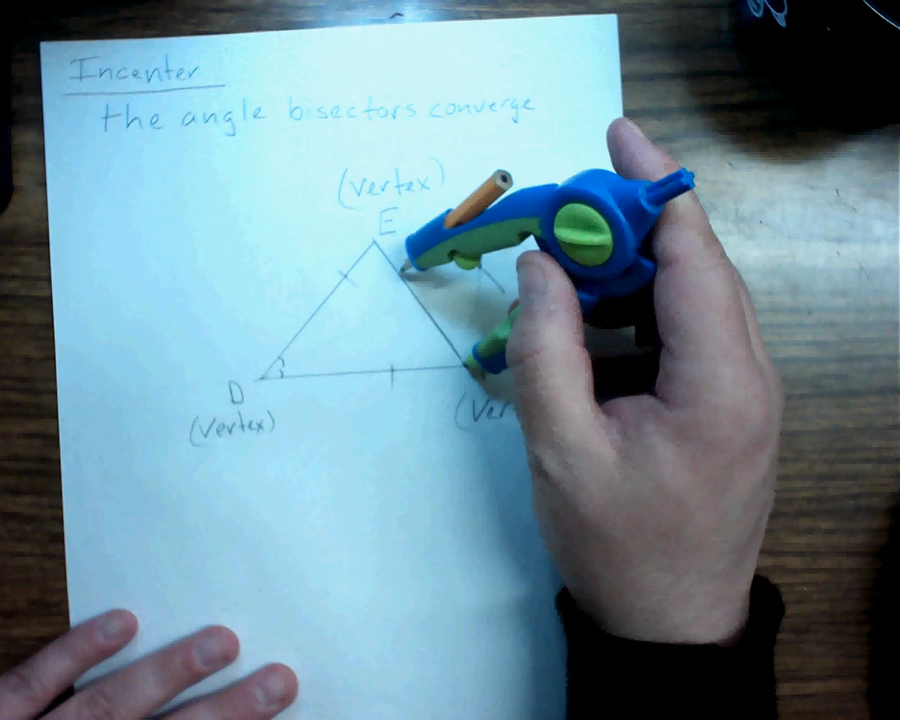 Incenter
the angle bisectors converge
(vertex)
E
D
(vertex)